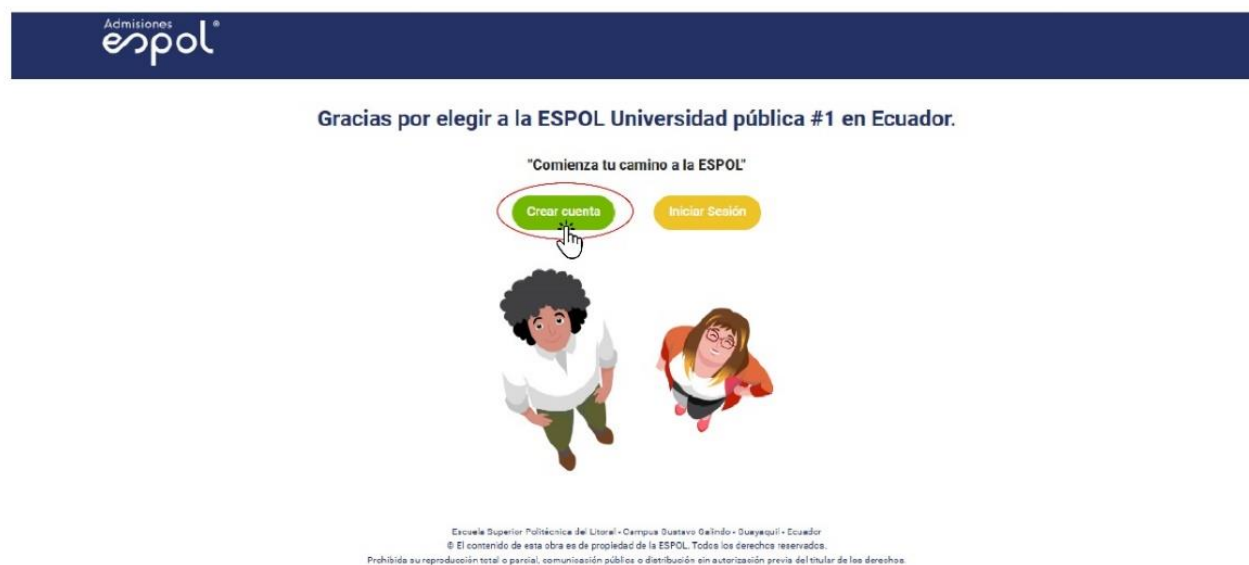 Admisiones
espol®
Gracias por elegir a la ESPOL Universidad pública #1 en Ecuador.
"Comienza tu camino a la ESPOL"
Crear cuenta Iniciar Sesión
Escuela Superior Politécnica del Litoral - Campus Gustavo Galindo - Guayaquil - Ecuador
© El contenido de esta obra es de propiedad de la ESPOL. Todos los derechos reservados.
Prohibida su reproducción total o parcial, comunicación pública o distribución sin autorización previa del titular de los derechos.